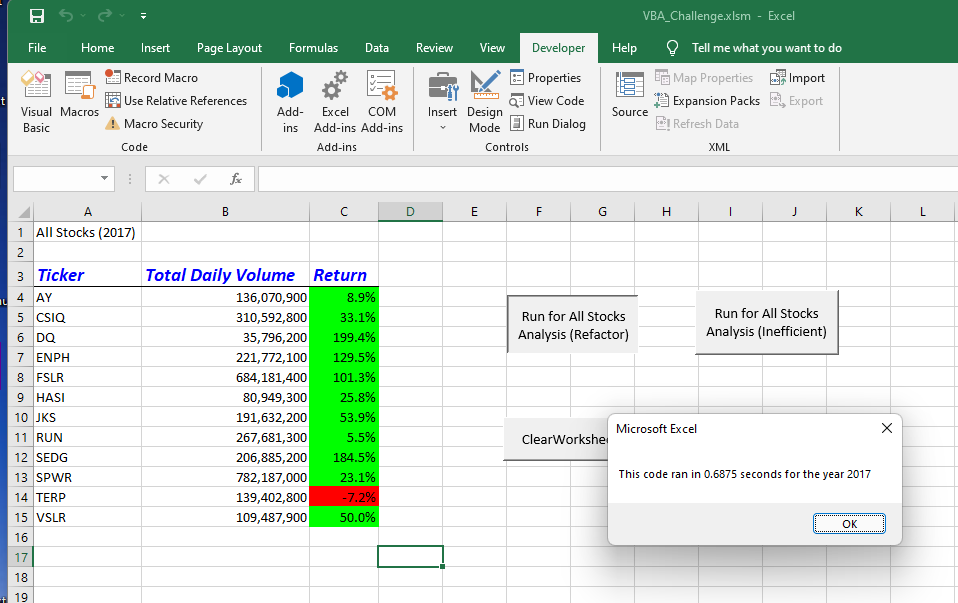 VBA_Challenge.xlsm - Excel
File Home Insert Page Layout Formulas Data Review View Developer Help Tell me what you want to do
Visual Basic
Macros
Record Macro
Use Relative References
Macro Security
Code
Add-ins
Excel Add-ins
COM Add-ins
Add-ins
Insert
Design Mode
Properties
View Code
Run Dialog
Controls
Source
Map Properties
Expansion Packs
Refresh Data
Import
Export
XML
fx
A B C D E F G H I J K L
1 All Stocks (2017)
2
3 Ticker Total Daily Volume Return
4 AY 136,070,900 8.9%
5 CSIQ 310,592,800 33.1%
6 DQ 35,796,200 199.4%
7 ENPH 221,772,100 129.5%
8 FSLR 684,181,400 101.3%
9 HASI 80,949,300 25.8%
10 JKS 191,632,200 53.9%
11 RUN 267,681,300 5.5%
12 SEDG 206,885,200 184.5%
13 SPWR 782,187,000 23.1%
14 TERP 139,402,800 -7.2%
15 VSLR 109,487,900 50.0%
16
17
18
19
Run for All Stocks
Analysis (Refactor)
Run for All Stocks
Analysis (Inefficient)
ClearWorkshe
Microsoft Excel
This code ran in 0.6875 seconds for the year 2017
OK